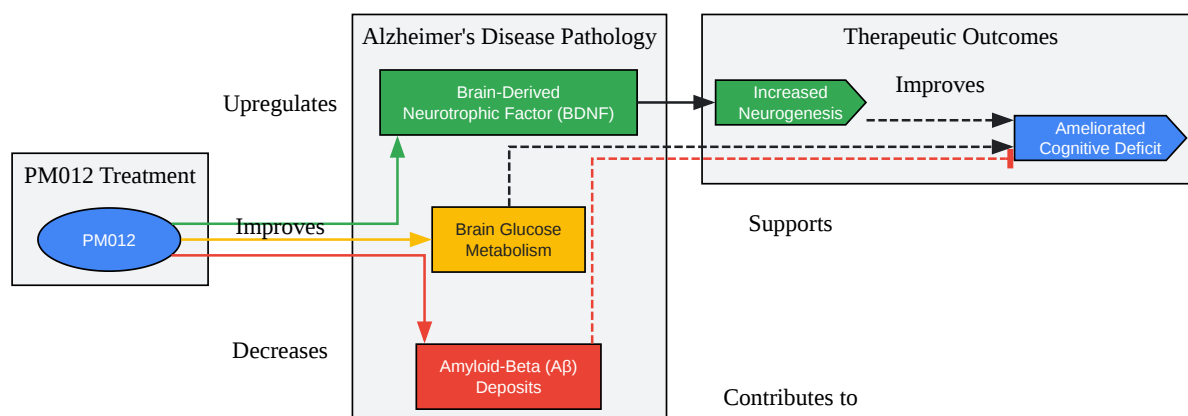 Alzheimer's Disease Pathology
Therapeutic Outcomes
Brain-Derived
Neurotrophic Factor (BDNF)
Increased
Neurogenesis
Improves
Upregulates
Ameliorated
Cognitive Deficit
PM012 Treatment
PM012
Improves
Brain Glucose
Metabolism
Supports
Decreases
Amyloid-Beta (Aβ)
Deposits
Contributes to